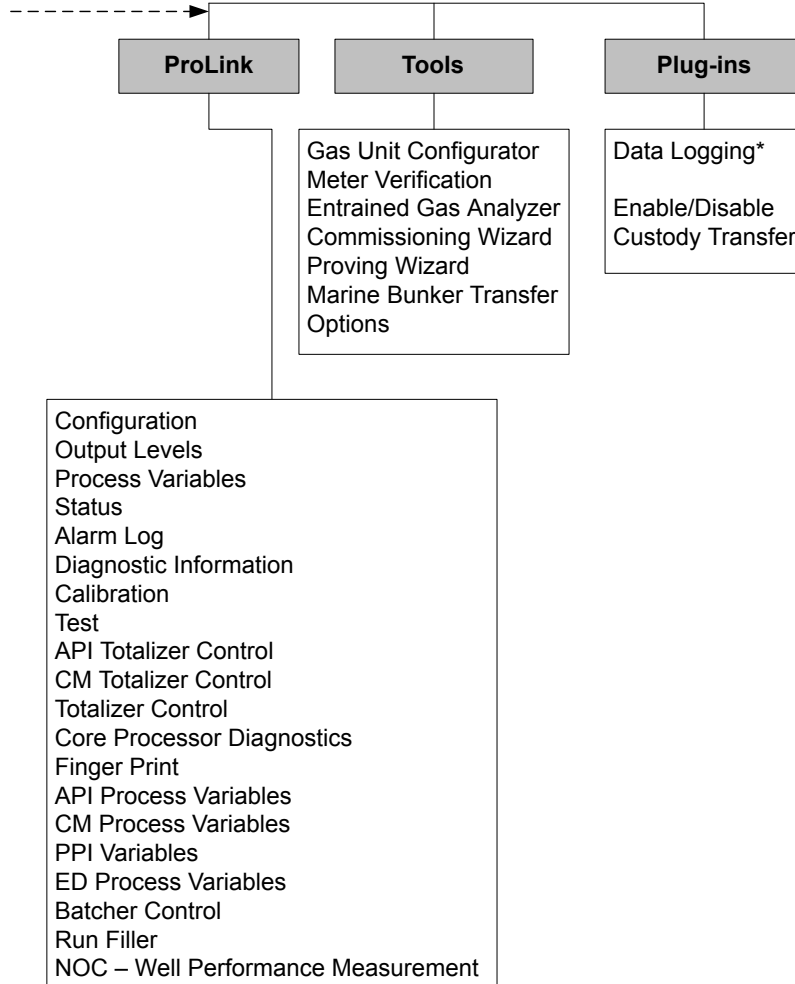 ProLink
Tools
Plug-ins
Gas Unit Configurator
Meter Verification
Entrained Gas Analyzer
Commissioning Wizard
Proving Wizard
Marine Bunker Transfer
Options
Data Logging*
Enable/Disable
Custody Transfer
Configuration
Output Levels
Process Variables
Status
Alarm Log
Diagnostic Information
Calibration
Test
API Totalizer Control
CM Totalizer Control
Totalizer Control
Core Processor Diagnostics
Finger Print
API Process Variables
CM Process Variables
PPI Variables
ED Process Variables
Batcher Control
Run Filler
NOC – Well Performance Measurement